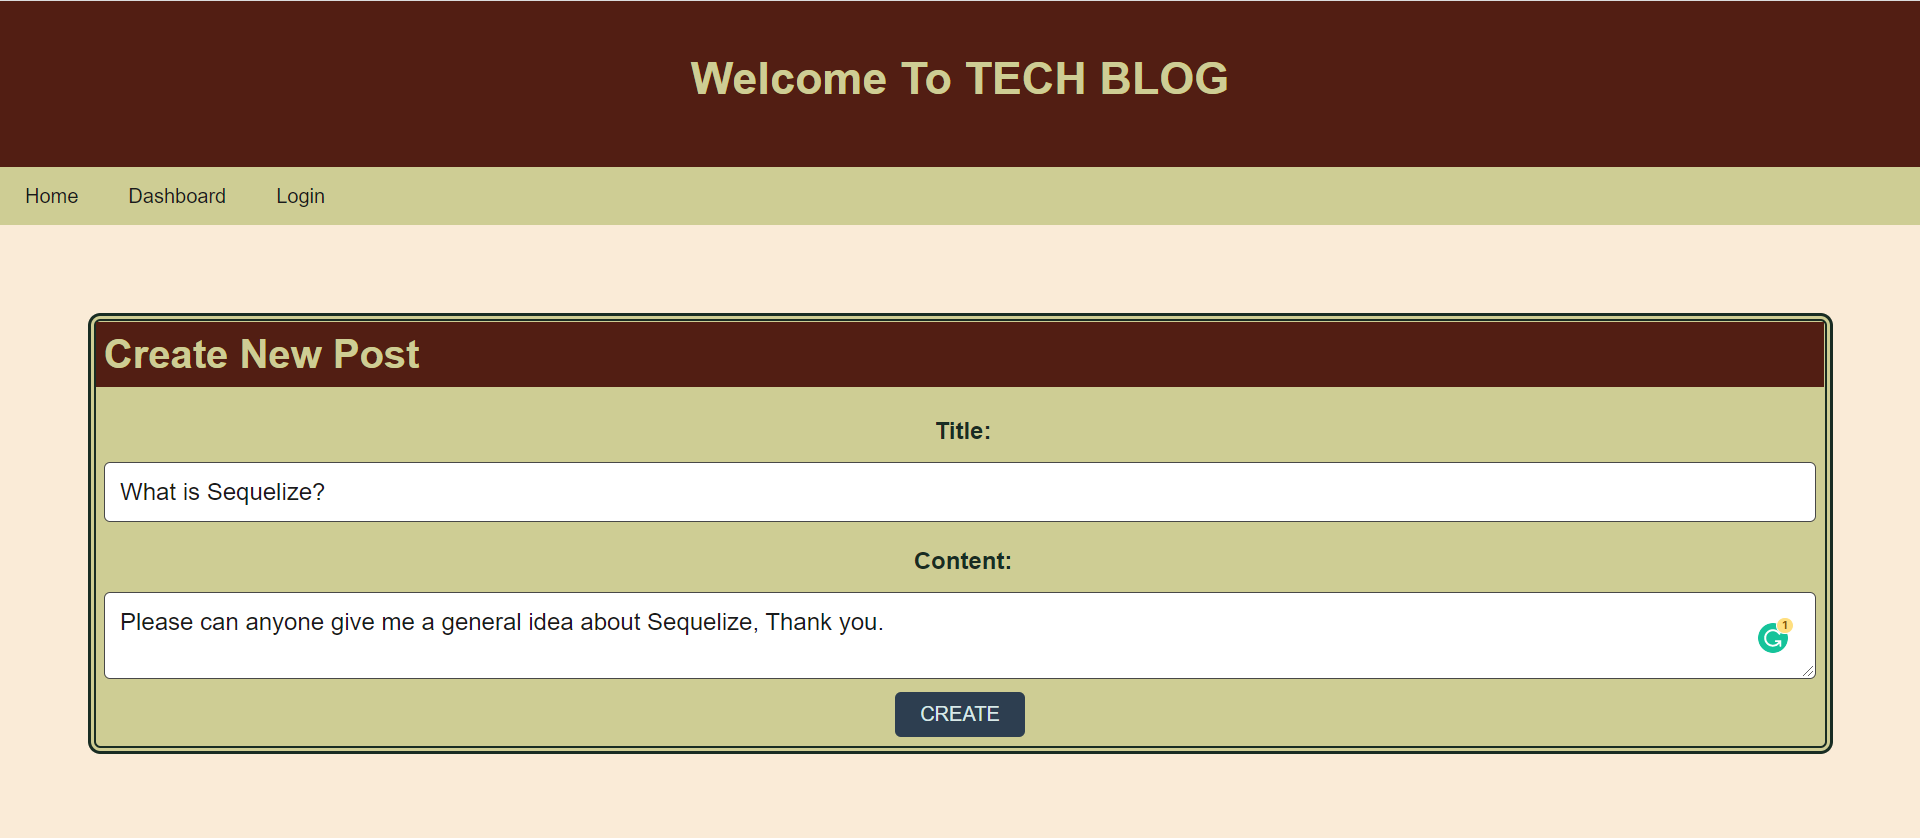 Welcome To TECH BLOG
Home Dashboard Login
Create New Post
Title:
What is Sequelize?
Content:
Please can anyone give me a general idea about Sequelize, Thank you.
1
CREATE